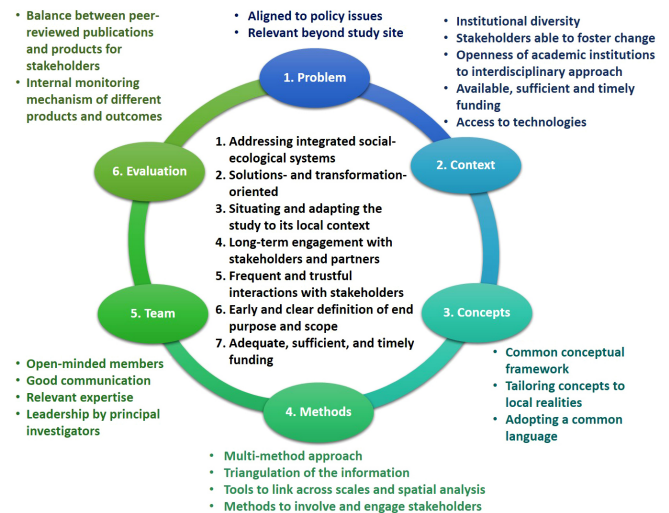 • Balance between peer-
reviewed publications
and products for
stakeholders
• Internal monitoring
mechanism of different
products and outcomes
• Aligned to policy issues
• Relevant beyond study site
• Institutional diversity
• Stakeholders able to foster change
• Openness of academic institutions
to interdisciplinary approach
• Available, sufficient and timely
funding
• Access to technologies
1. Problem
2. Context
3. Concepts
4. Methods
5. Team
6. Evaluation
1. Addressing integrated social-
ecological systems
2. Solutions- and transformation-
oriented
3. Situating and adapting the
study to its local context
4. Long-term engagement with
stakeholders and partners
5. Frequent and trustful
interactions with stakeholders
6. Early and clear definition of end
purpose and scope
7. Adequate, sufficient, and timely
funding
• Common conceptual
framework
• Tailoring concepts to
local realities
• Adopting a common
language
• Open-minded members
• Good communication
• Relevant expertise
• Leadership by principal
investigators
• Multi-method approach
• Triangulation of the information
• Tools to link across scales and spatial analysis
• Methods to involve and engage stakeholders